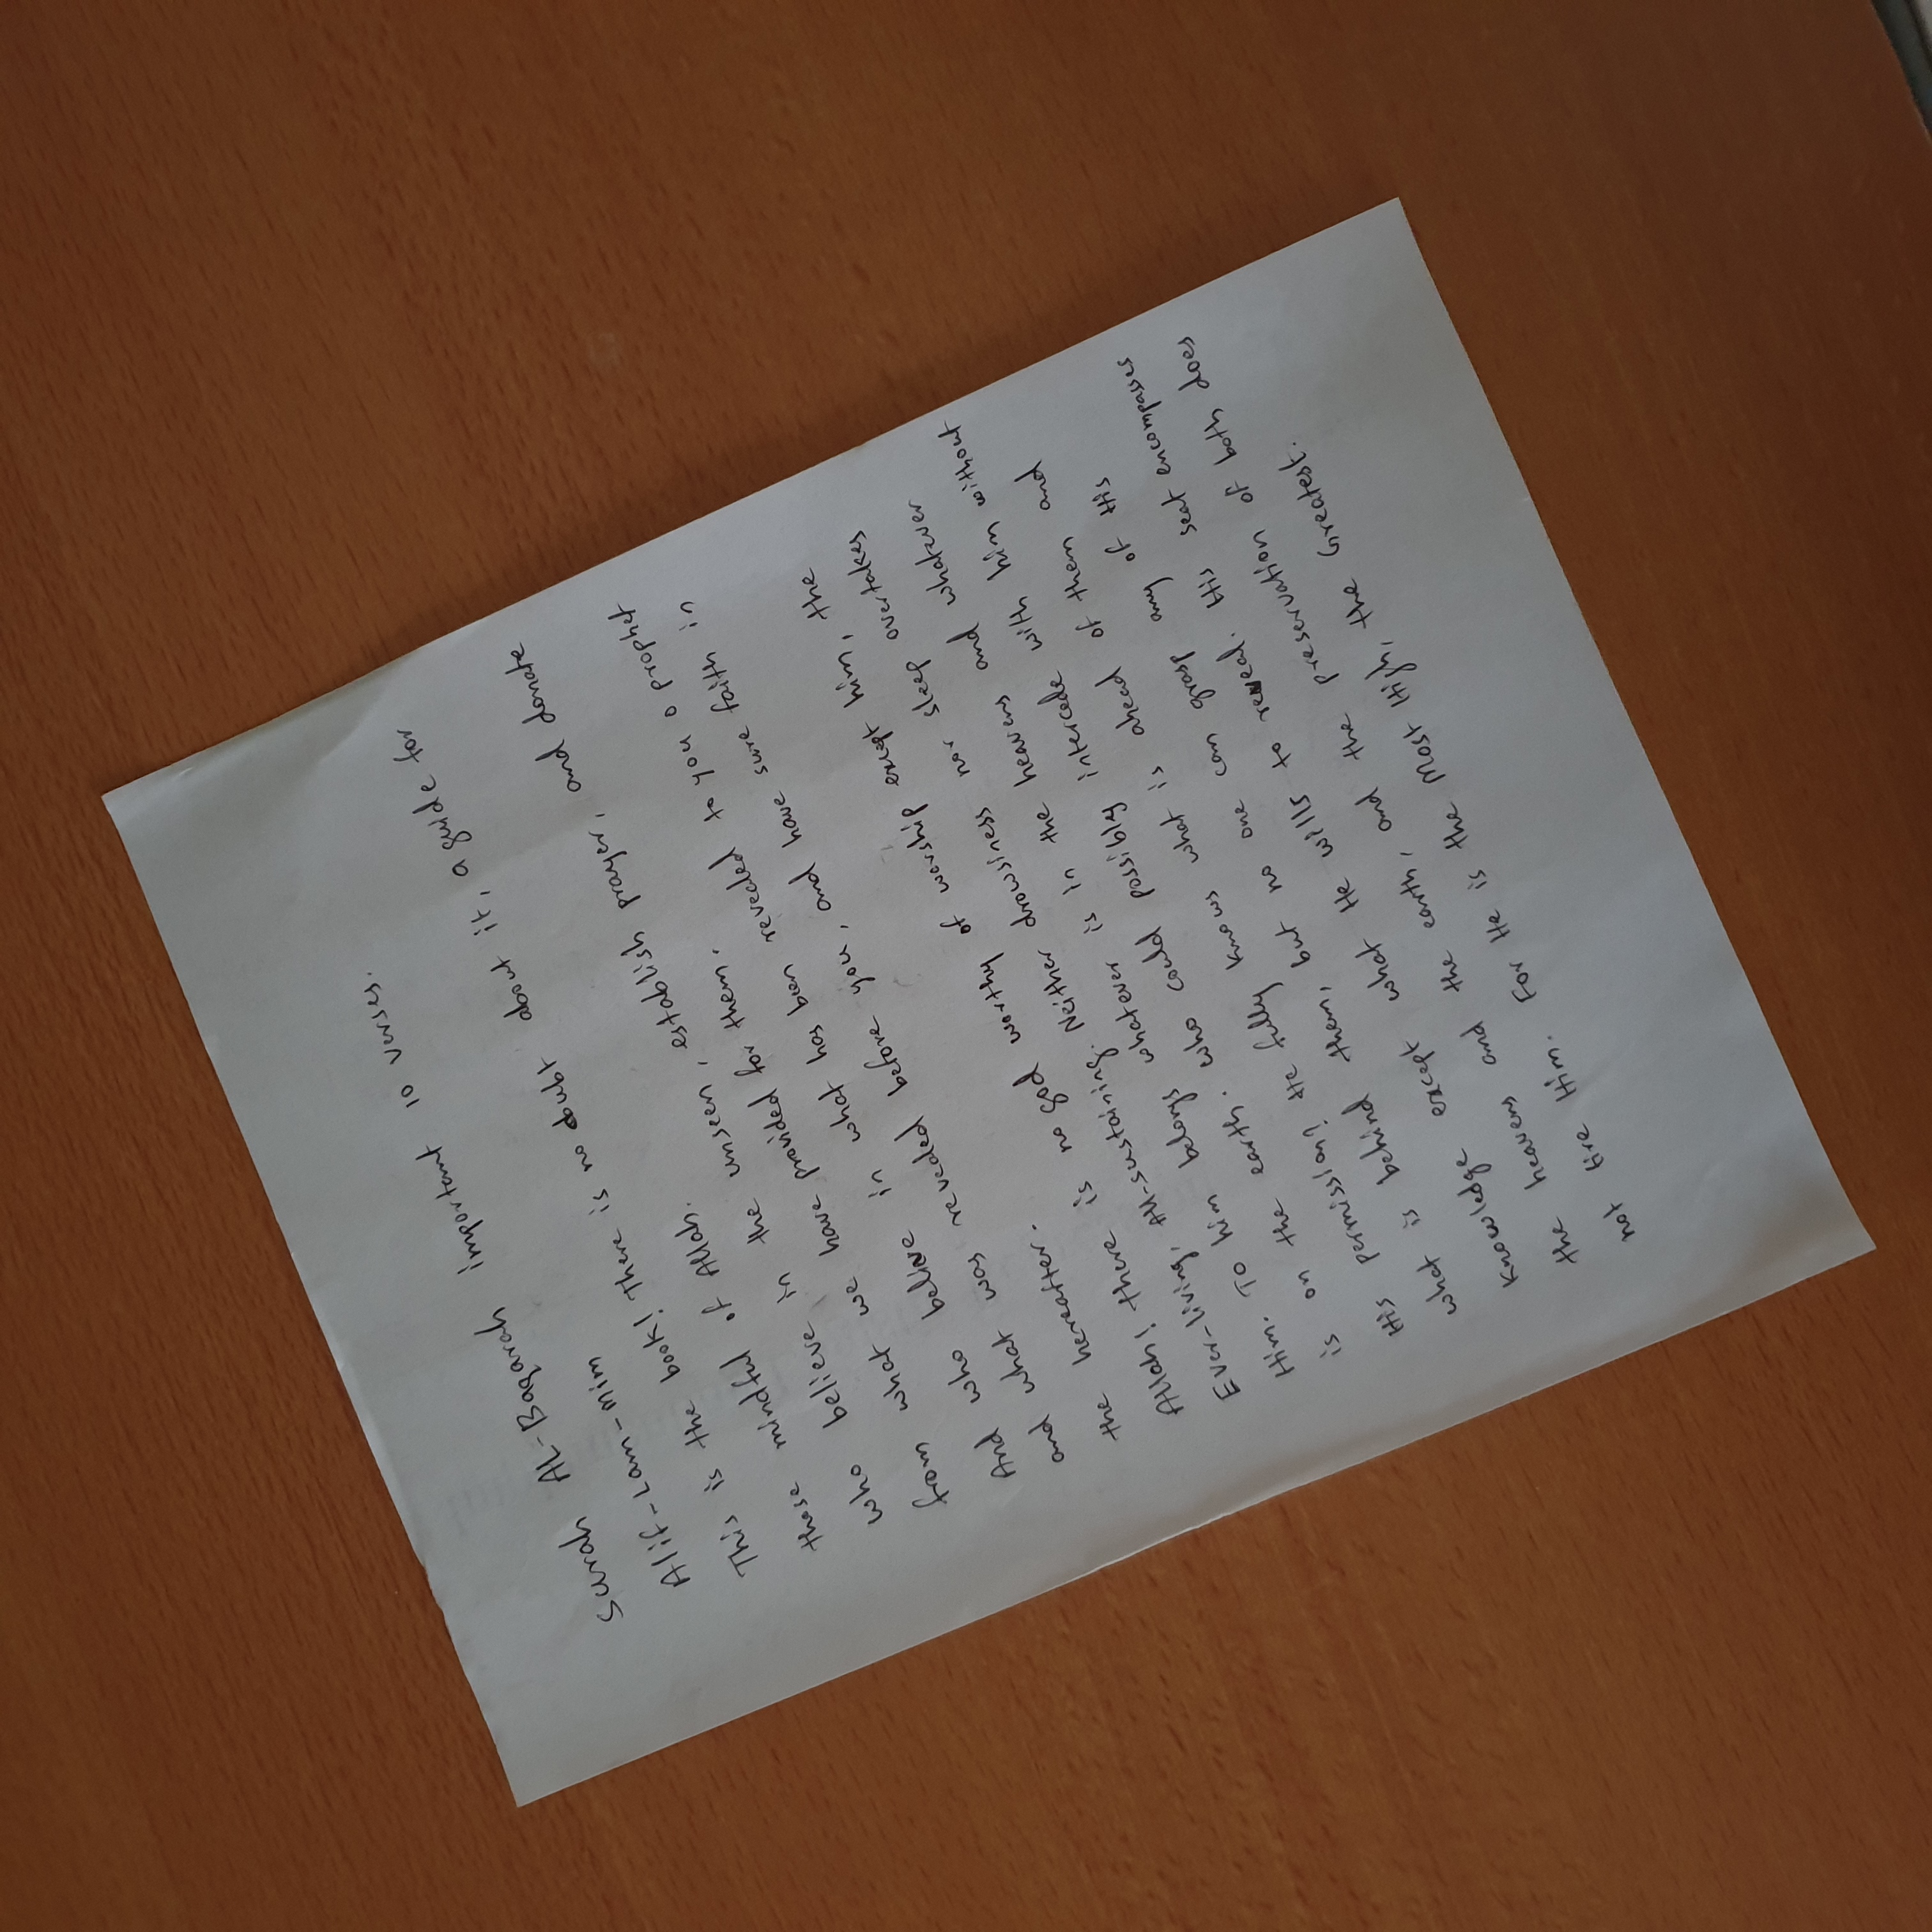 Surah AL-Baqarah important 10 verses.
Alif-Lam-Mim
This is the book! There is no doubt about it, a guide for
those mindful of Allah.
who believe in the unseen, establish prayer, and donate
from what we have provided for them.
And who believe in what has been revealed to you o prophet
and what was revealed before you, and have sure faith in
the hereafter.
Allah! there is no god worthy of worship except him, the
Ever-living, All-sustaining. Neither drowsiness nor sleep overtakes
Him. To him belongs whatever is in the heavens and whatever
is on the earth. who could possibly intercede with him without
His permission? He fully knows what is ahead of them and
what is behind them, but no one can grasp any of His
knowledge except what He wills to reveal. His seat encompasses
the heavens and the earth, and the preservation of both does
not tire Him. For He is the Most High, the Greatest.